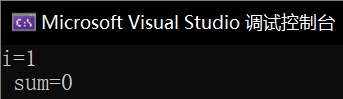 Microsoft Visual Studio 调试控制台
i=1
 sum=0